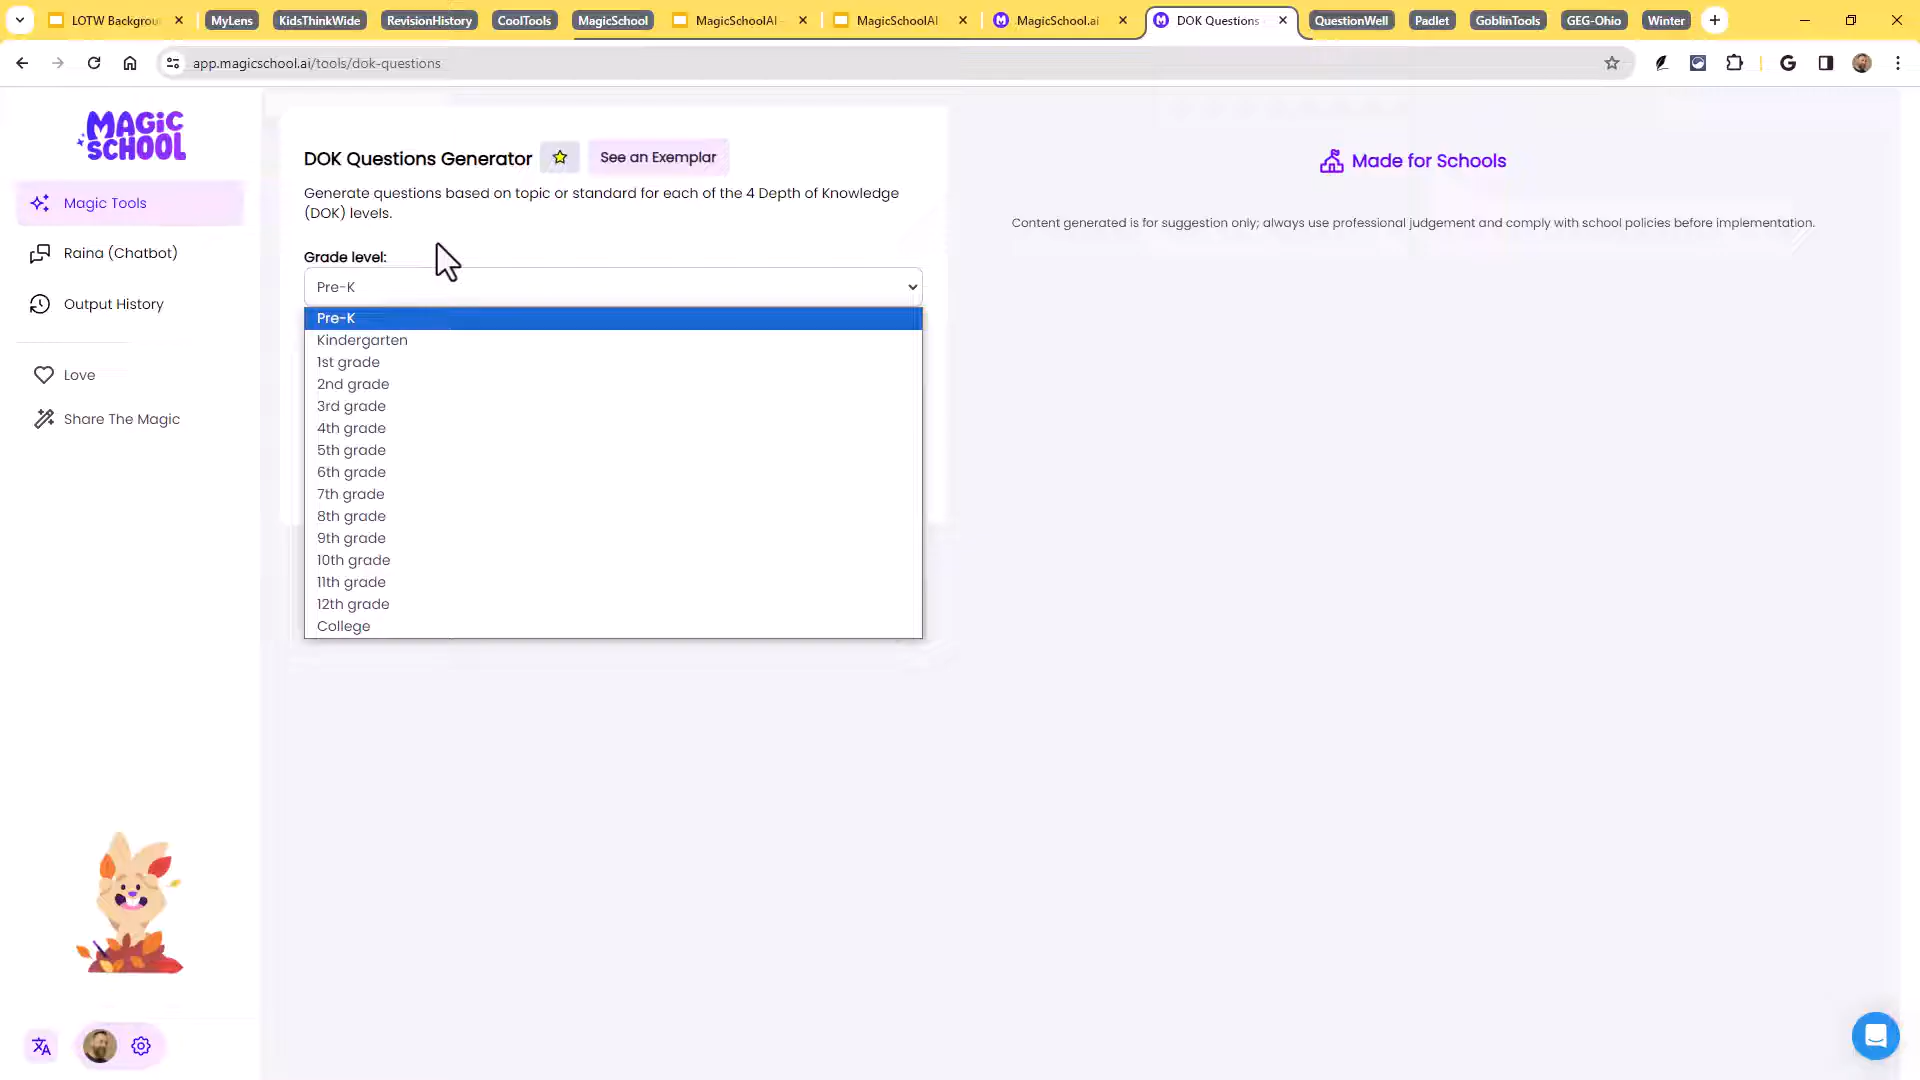 LOTW Backgrou
MyLens
KidsThinkWide
RevisionHistory
CoolTools
MagicSchool
MagicSchoolAI
MagicSchoolAI
MagicSchool.ai
DOK Questions
QuestionWell
Padlet
GoblinTools
GEG-Ohio
Winter
app.magicschool.ai/tools/dok-questions
MAGiC
SCHOOL
Magic Tools
Raina (Chatbot)
Output History
Love
Share The Magic
DOK Questions Generator
See an Exemplar
Generate questions based on topic or standard for each of the 4 Depth of Knowledge
(DOK) levels.
Grade level:
Pre-K
Pre-K
Kindergarten
1st grade
2nd grade
3rd grade
4th grade
5th grade
6th grade
7th grade
8th grade
9th grade
10th grade
11th grade
12th grade
College
Made for Schools
Content generated is for suggestion only; always use professional judgement and comply with school policies before implementation.